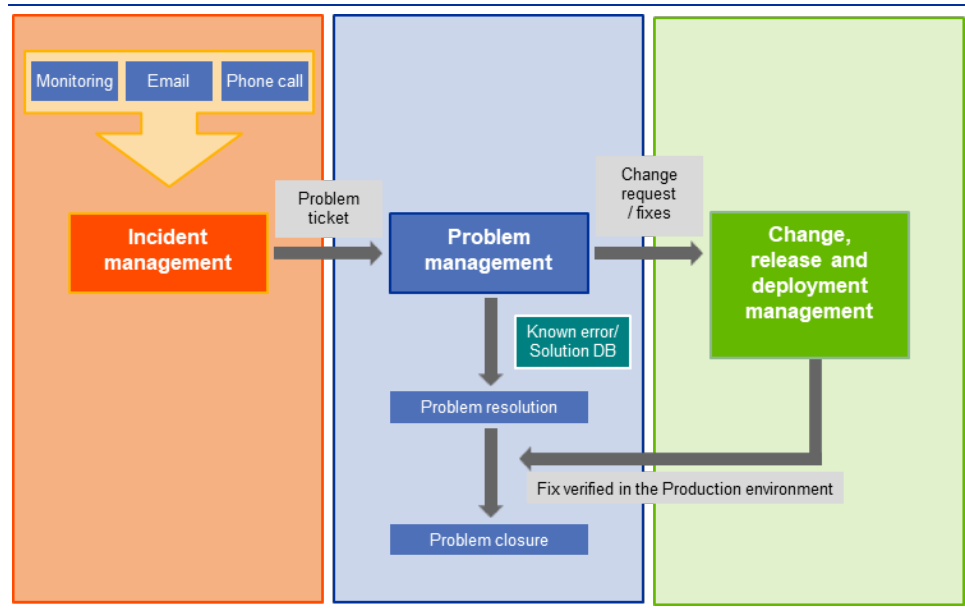 Monitoring
Email
Phone call
Incident
management
Problem
ticket
Problem
management
Change
request
/ fixes
Change,
release and
deployment
management
Known error/
Solution DB
Problem resolution
Fix verified in the Production environment
Problem closure